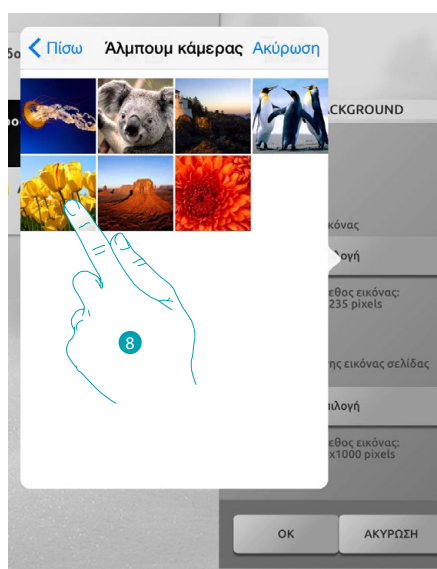 Πίσω Άλμπουμ κάμερας Ακύρωση
CKGROUND
κόνας
ογή
εθος εικόνας:
235 pixels
8
ης εικόνας σελίδας
ιλογή
εθος εικόνας:
x1000 pixels
OK ΑΚΥΡΩΣΗ